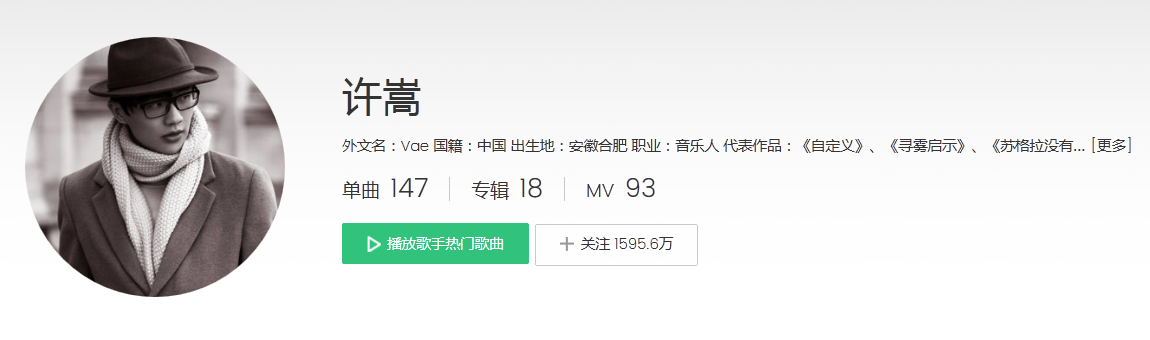 许嵩
外文名：Vae 国籍：中国 出生地：安徽合肥 职业：音乐人 代表作品：《自定义》、《寻雾启示》、《苏格拉没有... [更多]
单曲 147 专辑 18 MV 93
播放歌手热门歌曲 关注 1595.6万